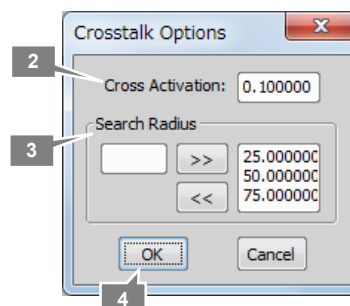 Crosstalk Options
x
2
Cross Activation: 0.100000
Search Radius
3
>>
<<
25.000000
50.000000
75.000000
OK
Cancel
4